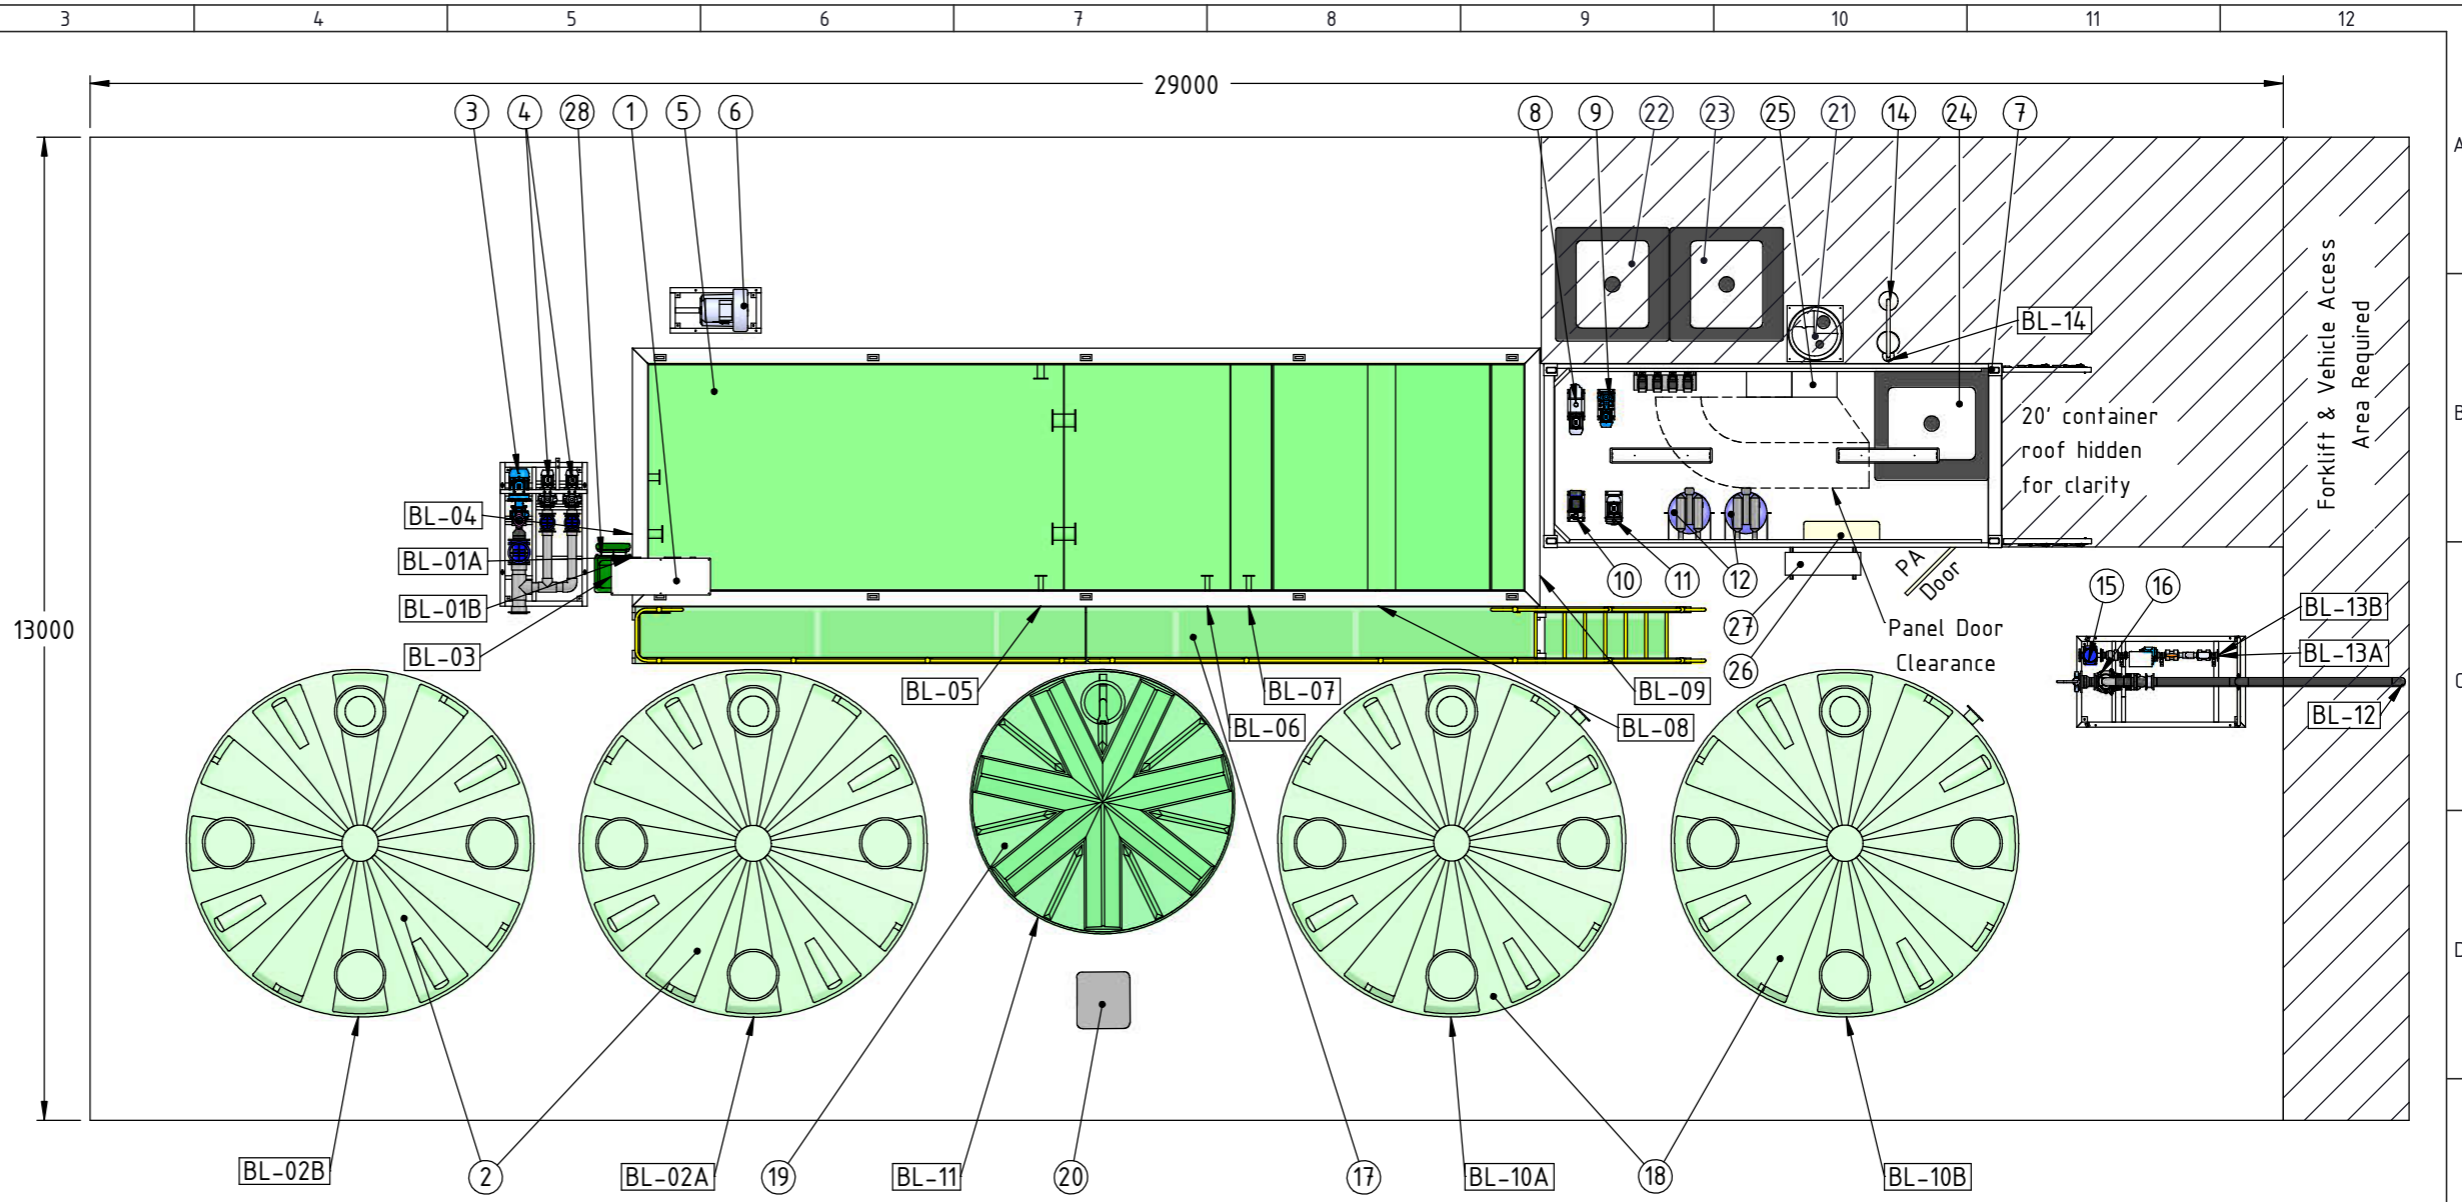 3 4 5 6 7 8 9 10 11 12
29000
3 4 28 1 5 6 8 9 22 23 25 21 14 24 7
A
BL-14
Forklift & Vehicle Access
Area Required
20' container
roof hidden
for clarity
B
BL-04
BL-01A
BL-01B
BL-03
10 11 12
PA
Door
27
26
Panel Door
Clearance
15 16
BL-13B
BL-13A
BL-12
13000
BL-05
BL-07
BL-06
BL-09
BL-08
C
D
BL-02B 2 BL-02A 19 BL-11 20 17 BL-10A 18 BL-10B